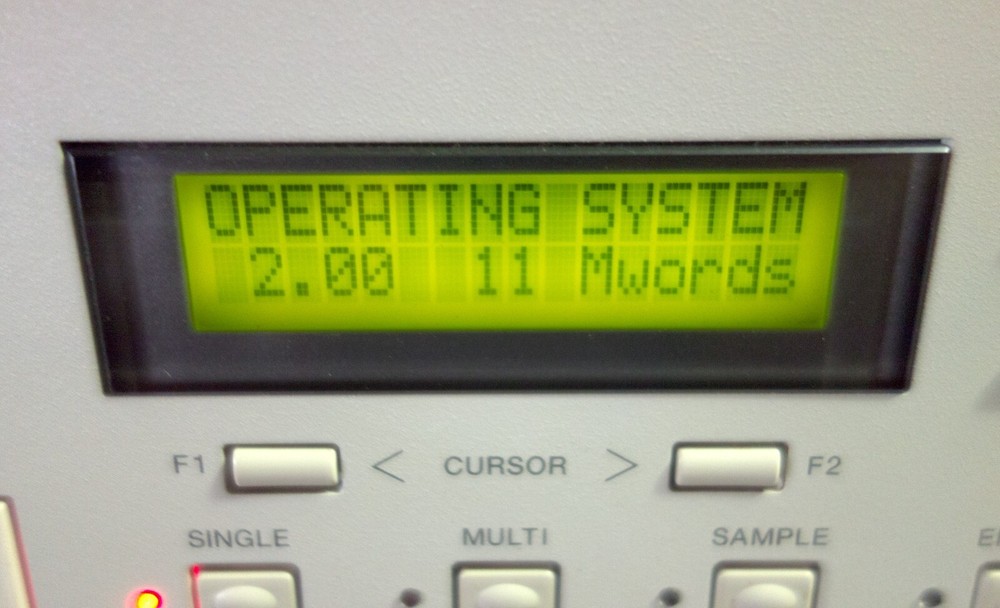 OPERATING SYSTEM
2.00 11 Mwords
F1 < CURSOR > F2
SINGLE MULTI SAMPLE